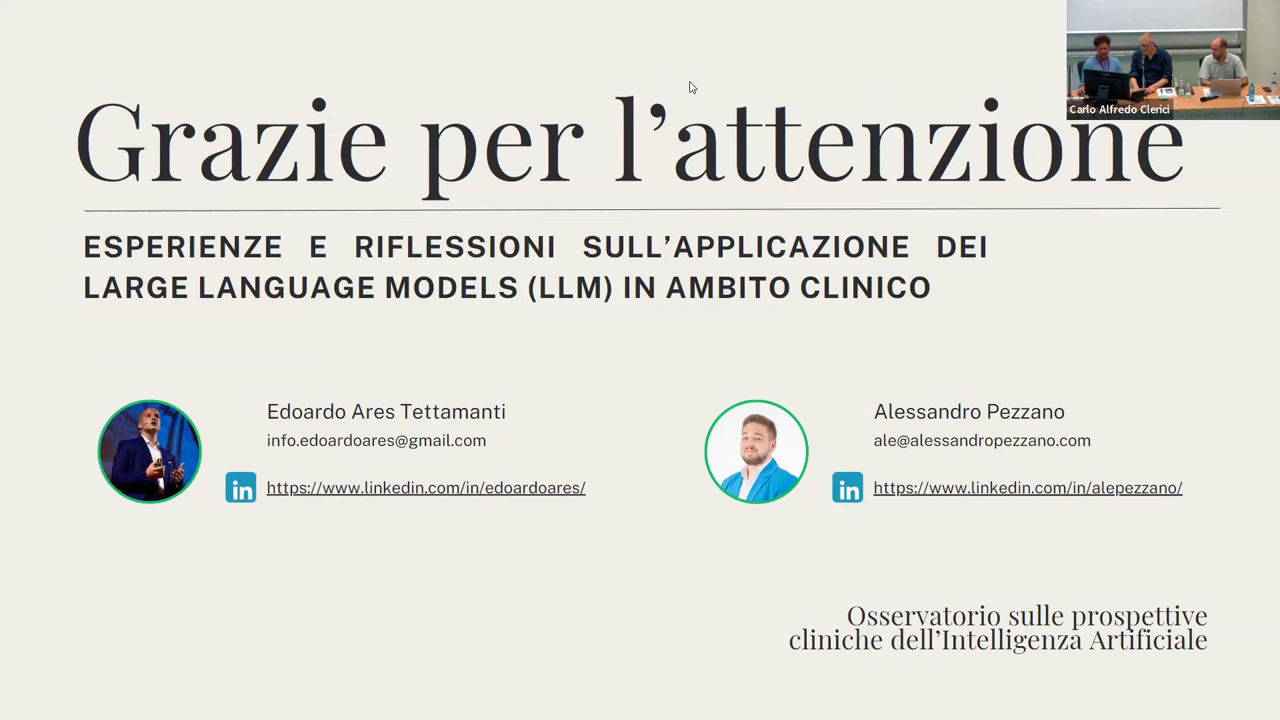 Carlo Alfredo Clerici
Grazie per l’attenzione
ESPERIENZE E RIFLESSIONI SULL’APPLICAZIONE DEI
LARGE LANGUAGE MODELS (LLM) IN AMBITO CLINICO
Edoardo Ares Tettamanti
info.edoardoares@gmail.com
in https://www.linkedin.com/in/edoardoares/
Alessandro Pezzano
ale@alessandropezzano.com
in https://www.linkedin.com/in/alepezzano/
Osservatorio sulle prospettive
cliniche dell’Intelligenza Artificiale